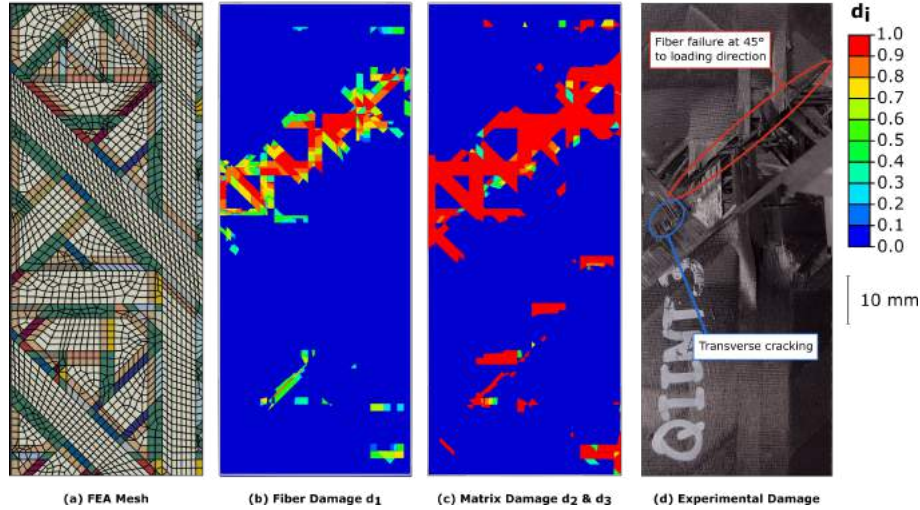 Fiber failure at 45°
to loading direction
dᵢ
1.0
0.9
0.8
0.7
0.6
0.5
0.4
0.3
0.2
0.1
0.0
10 mm
Transverse cracking
(a) FEA Mesh
(b) Fiber Damage d₁
(c) Matrix Damage d₂ & d₃
(d) Experimental Damage